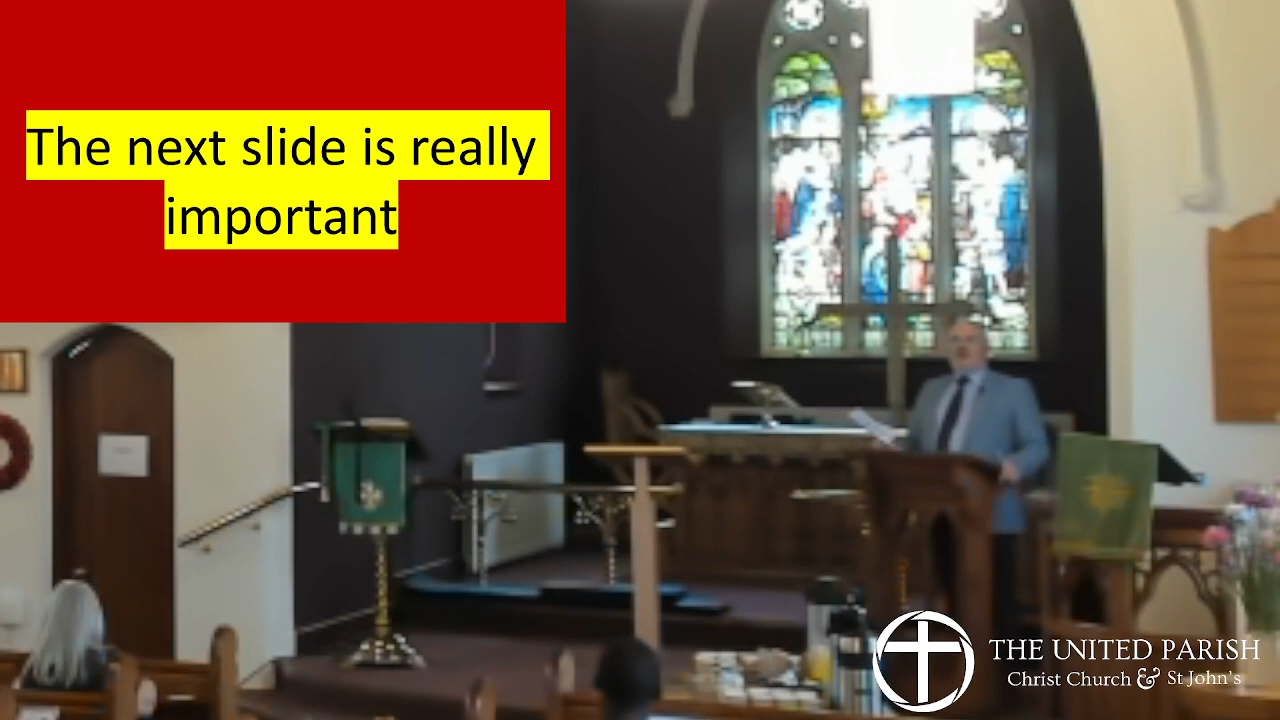 The next slide is really
important
THE UNITED PARISH
Christ Church & St John's